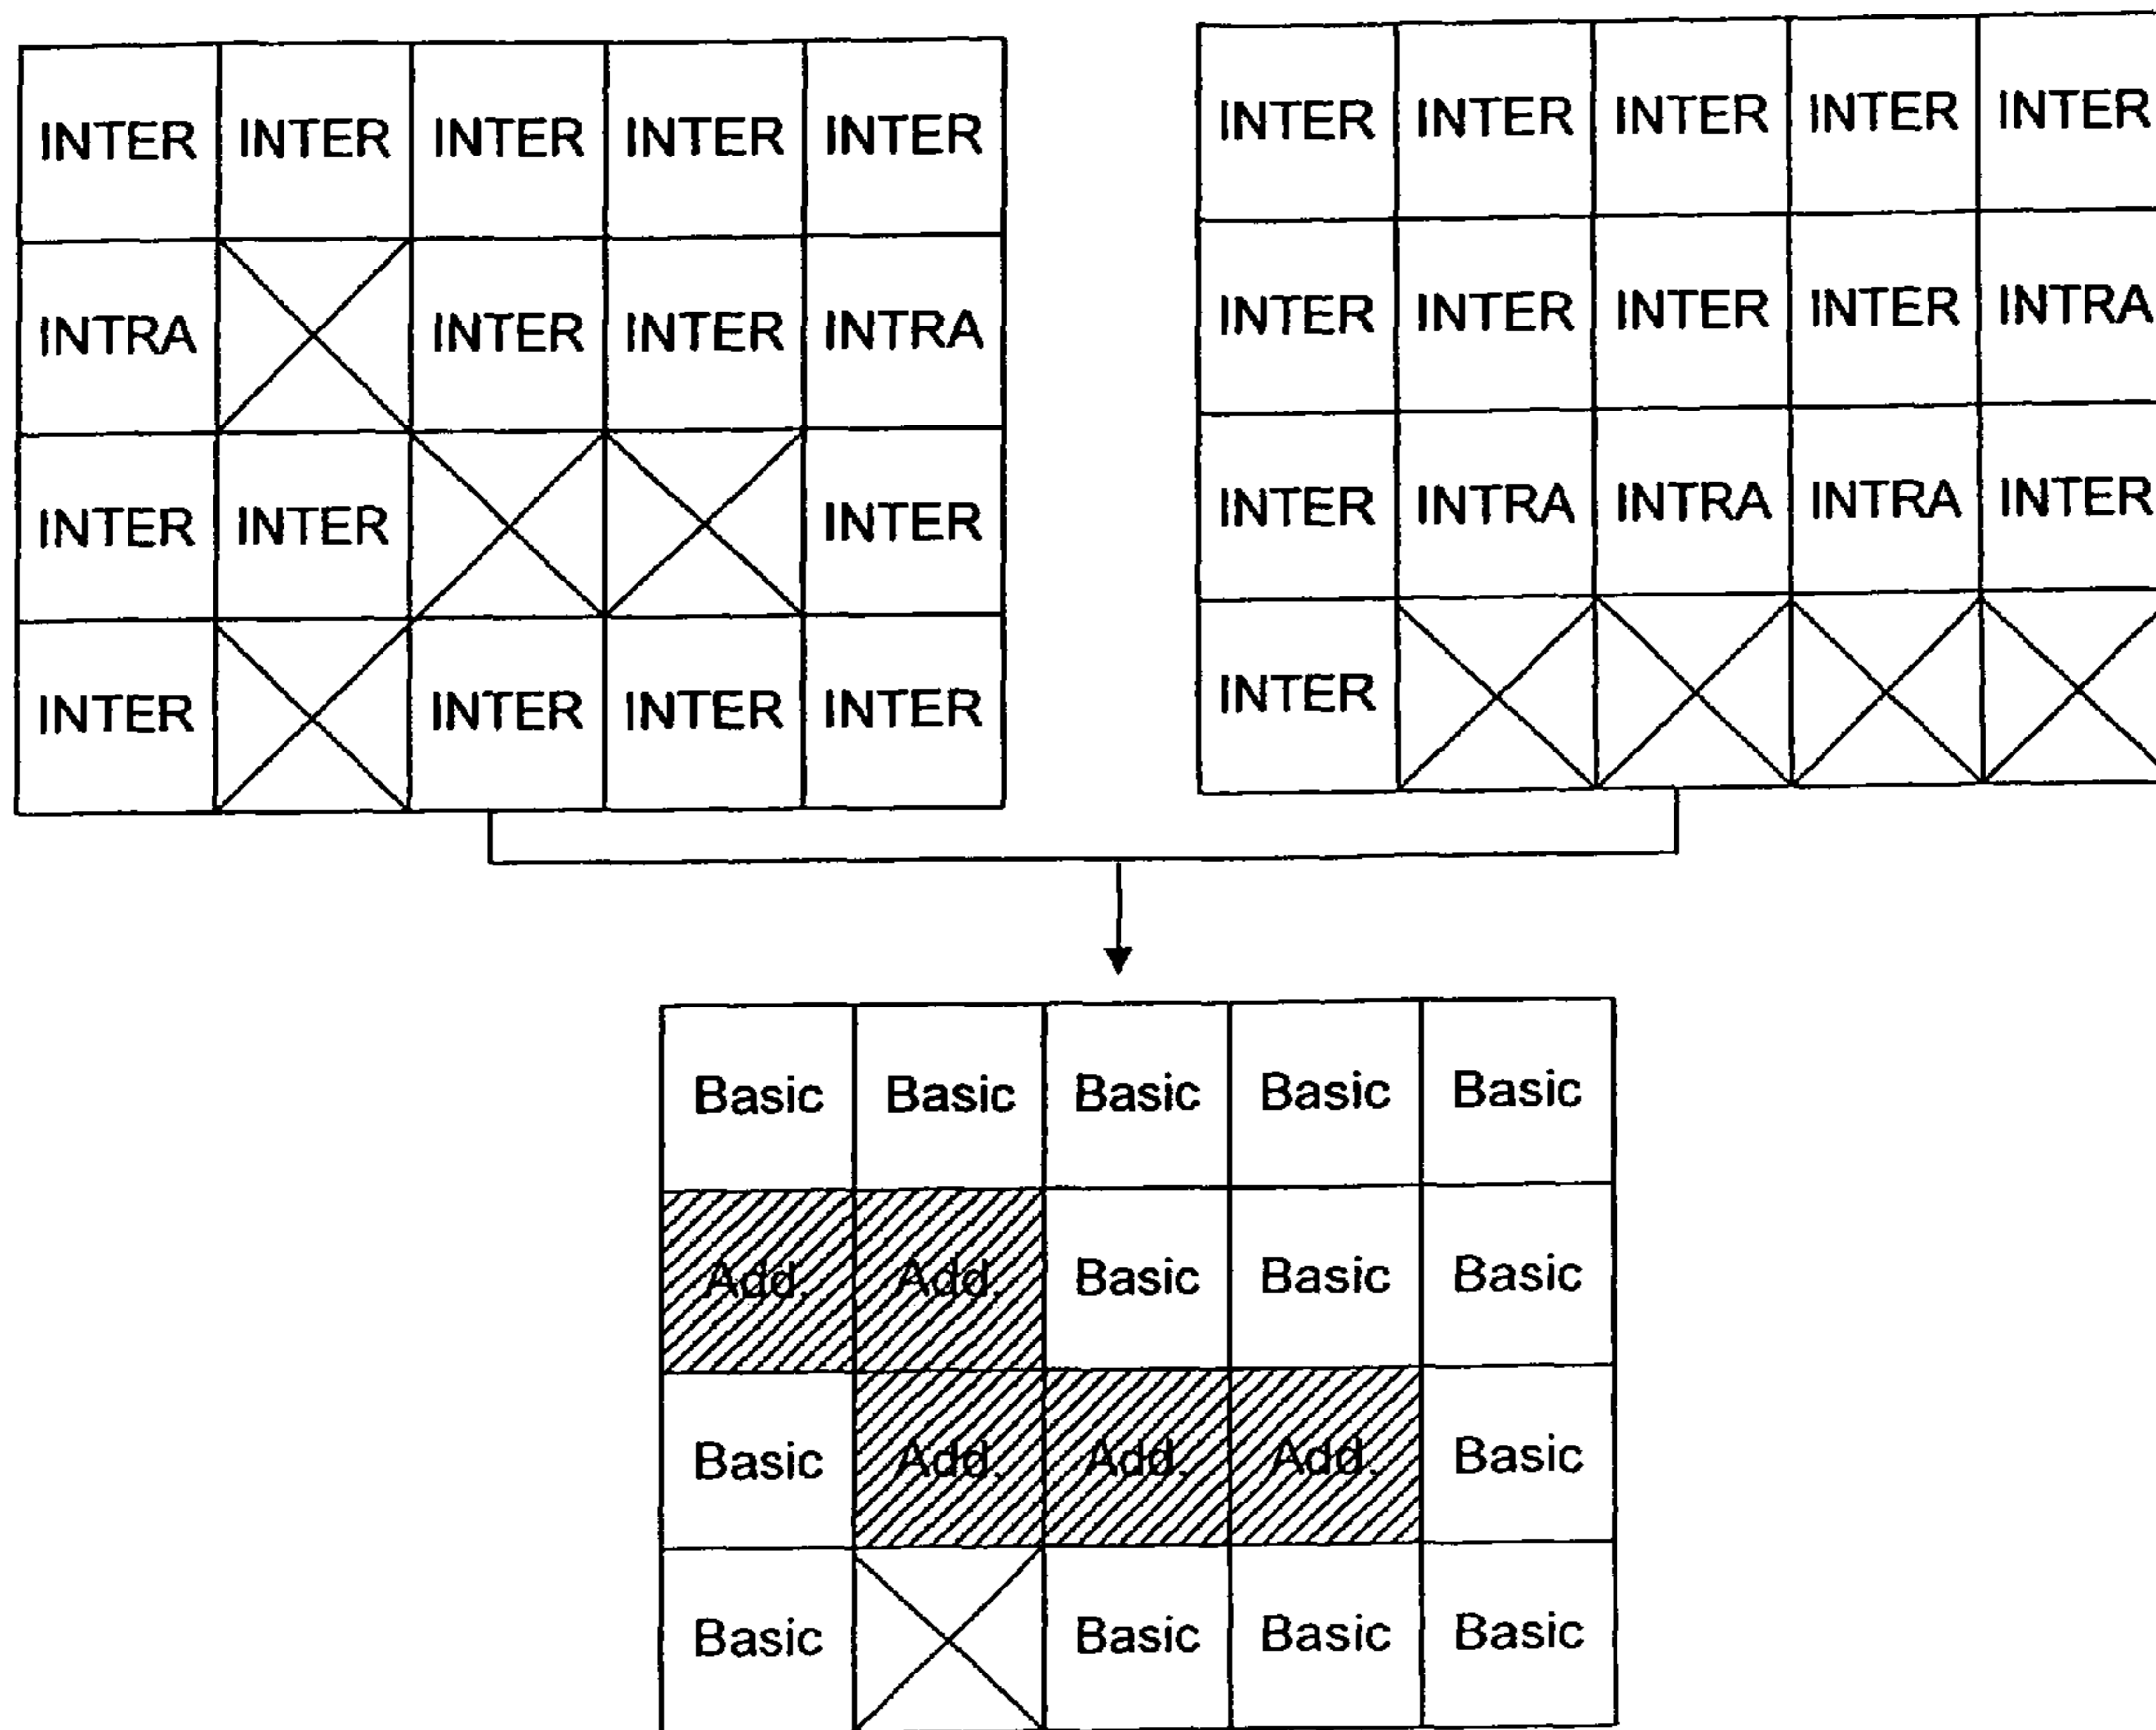 INTER INTER INTER INTER INTER
INTRA INTER INTER INTRA
INTER INTER INTER
INTER INTER INTER INTER
INTER INTER INTER INTER INTER
INTER INTER INTER INTER INTRA
INTER INTRA INTRA INTRA INTER
INTER
Basic Basic Basic Basic Basic
Add. Add. Basic Basic Basic
Basic Add. Add. Add. Basic
Basic Basic Basic Basic